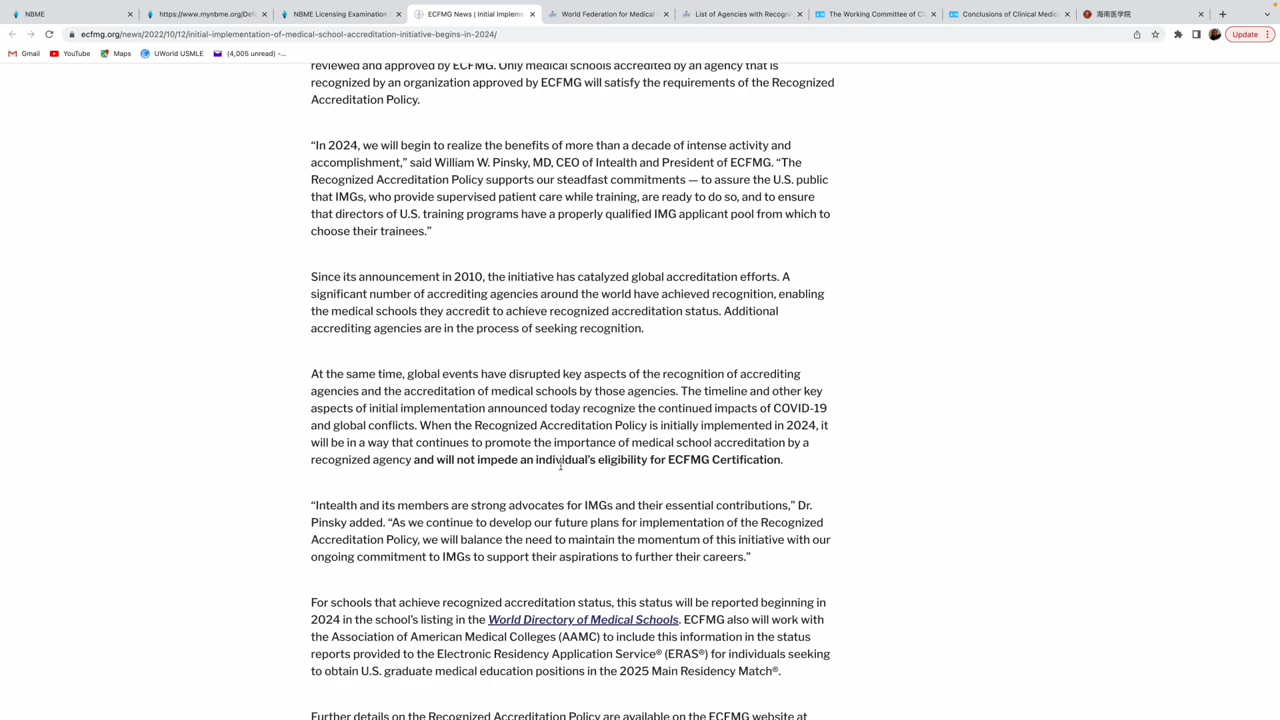 NBME
https://www.mynbme.org/De
NBME Licensing Examination
ECFMG News | Initial Impleme
World Federation for Medical
List of Agencies with Recogn
The Working Committee of Cl
Conclusions of Clinical Medic
海南医学院
ecfmg.org/news/2022/10/12/initial-implementation-of-medical-school-accreditation-initiative-begins-in-2024/
Update
Gmail
YouTube
Maps
UWorld USMLE
(4,005 unread) -...
reviewed and approved by ECFMG. Only medical schools accredited by an agency that is
recognized by an organization approved by ECFMG will satisfy the requirements of the Recognized
Accreditation Policy.
“In 2024, we will begin to realize the benefits of more than a decade of intense activity and
accomplishment,” said William W. Pinsky, MD, CEO of Intealth and President of ECFMG. “The
Recognized Accreditation Policy supports our steadfast commitments — to assure the U.S. public
that IMGs, who provide supervised patient care while training, are ready to do so, and to ensure
that directors of U.S. training programs have a properly qualified IMG applicant pool from which to
choose their trainees.”
Since its announcement in 2010, the initiative has catalyzed global accreditation efforts. A
significant number of accrediting agencies around the world have achieved recognition, enabling
the medical schools they accredit to achieve recognized accreditation status. Additional
accrediting agencies are in the process of seeking recognition.
At the same time, global events have disrupted key aspects of the recognition of accrediting
agencies and the accreditation of medical schools by those agencies. The timeline and other key
aspects of initial implementation announced today recognize the continued impacts of COVID-19
and global conflicts. When the Recognized Accreditation Policy is initially implemented in 2024, it
will be in a way that continues to promote the importance of medical school accreditation by a
recognized agency and will not impede an individual’s eligibility for ECFMG Certification.
“Intealth and its members are strong advocates for IMGs and their essential contributions,” Dr.
Pinsky added. “As we continue to develop our future plans for implementation of the Recognized
Accreditation Policy, we will balance the need to maintain the momentum of this initiative with our
ongoing commitment to IMGs to support their aspirations to further their careers.”
For schools that achieve recognized accreditation status, this status will be reported beginning in
2024 in the school’s listing in the World Directory of Medical Schools. ECFMG also will work with
the Association of American Medical Colleges (AAMC) to include this information in the status
reports provided to the Electronic Residency Application Service® (ERAS®) for individuals seeking
to obtain U.S. graduate medical education positions in the 2025 Main Residency Match®.
Further details on the Recognized Accreditation Policy are available on the ECFMG website at